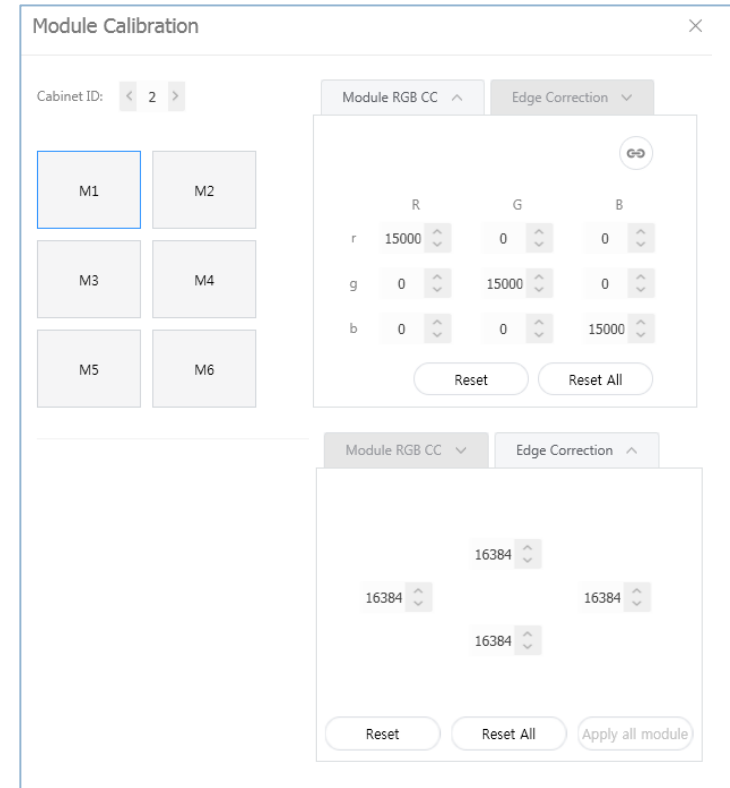 Module Calibration
Cabinet ID: < 2 >
Module RGB CC
Edge Correction
M1 M2
M3 M4
M5 M6
R G B
r 15000 0 0
g 0 15000 0
b 0 0 15000
Reset Reset All
Module RGB CC
Edge Correction
16384
16384 16384
16384
Reset Reset All Apply all module